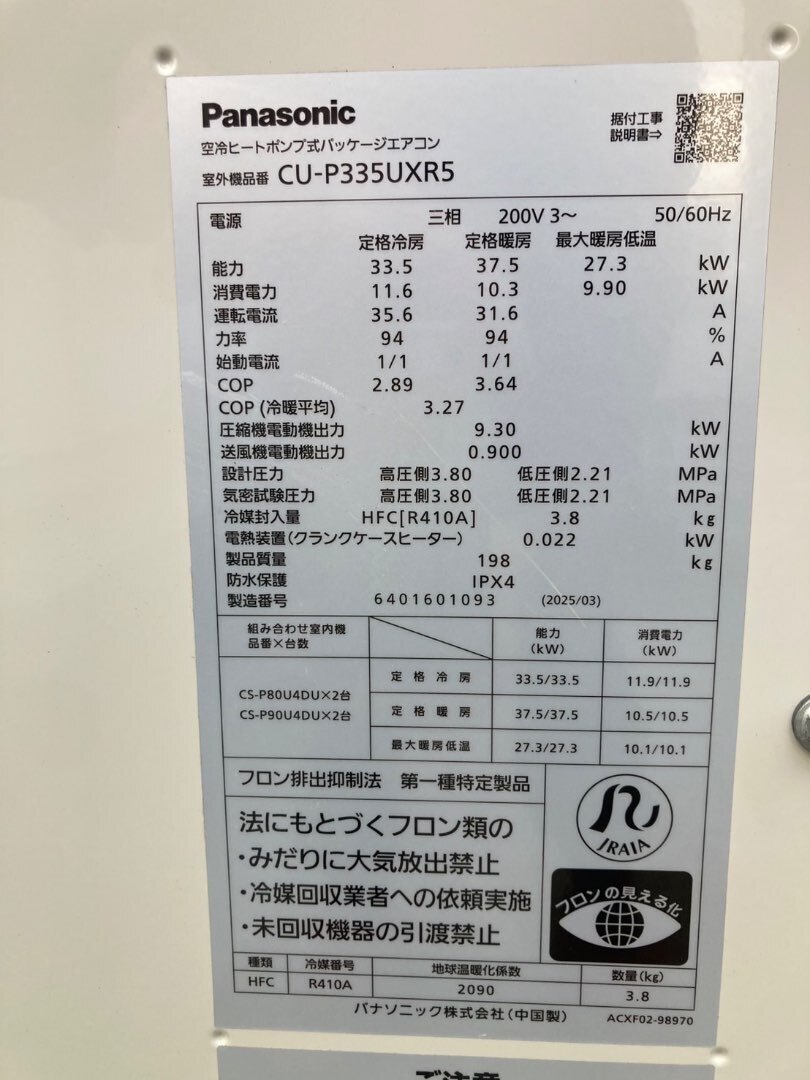 Panasonic
空冷ヒートポンプ式パッケージエアコン
室外機品番 CU-P335UXR5
据付工事
説明書⇒
電源 三相 200V 3～ 50/60Hz
定格冷房 定格暖房 最大暖房低温
能力 33.5 37.5 27.3 kW
消費電力 11.6 10.3 9.90 kW
運転電流 35.6 31.6 A
力率 94 94 %
始動電流 1/1 1/1 A
COP 2.89 3.64
COP (冷暖平均) 3.27
圧縮機電動機出力 9.30 kW
送風機電動機出力 0.900 kW
設計圧力 高圧側3.80 低圧側2.21 MPa
気密試験圧力 高圧側3.80 低圧側2.21 MPa
冷媒封入量 HFC[R410A] 3.8 kg
電熱装置(クランクケースヒーター) 0.022 kW
製品質量 198 kg
防水保護 IPX4
製造番号 6401601093 (2025/03)
組み合わせ室内機
品番×台数
能力
(kW)
消費電力
(kW)
CS-P80U4DU×2台
CS-P90U4DU×2台
定格冷房 33.5/33.5 11.9/11.9
定格暖房 37.5/37.5 10.5/10.5
最大暖房低温 27.3/27.3 10.1/10.1
フロン排出抑制法 第一種特定製品
法にもとづくフロン類の
・みだりに大気放出禁止
・冷媒回収業者への依頼実施
・未回収機器の引渡禁止
JRAIA
フロンの見える化
種類 冷媒番号 地球温暖化係数 数量(kg)
HFC R410A 2090 3.8
パナソニック株式会社(中国製) ACXF02-98970
ご注意